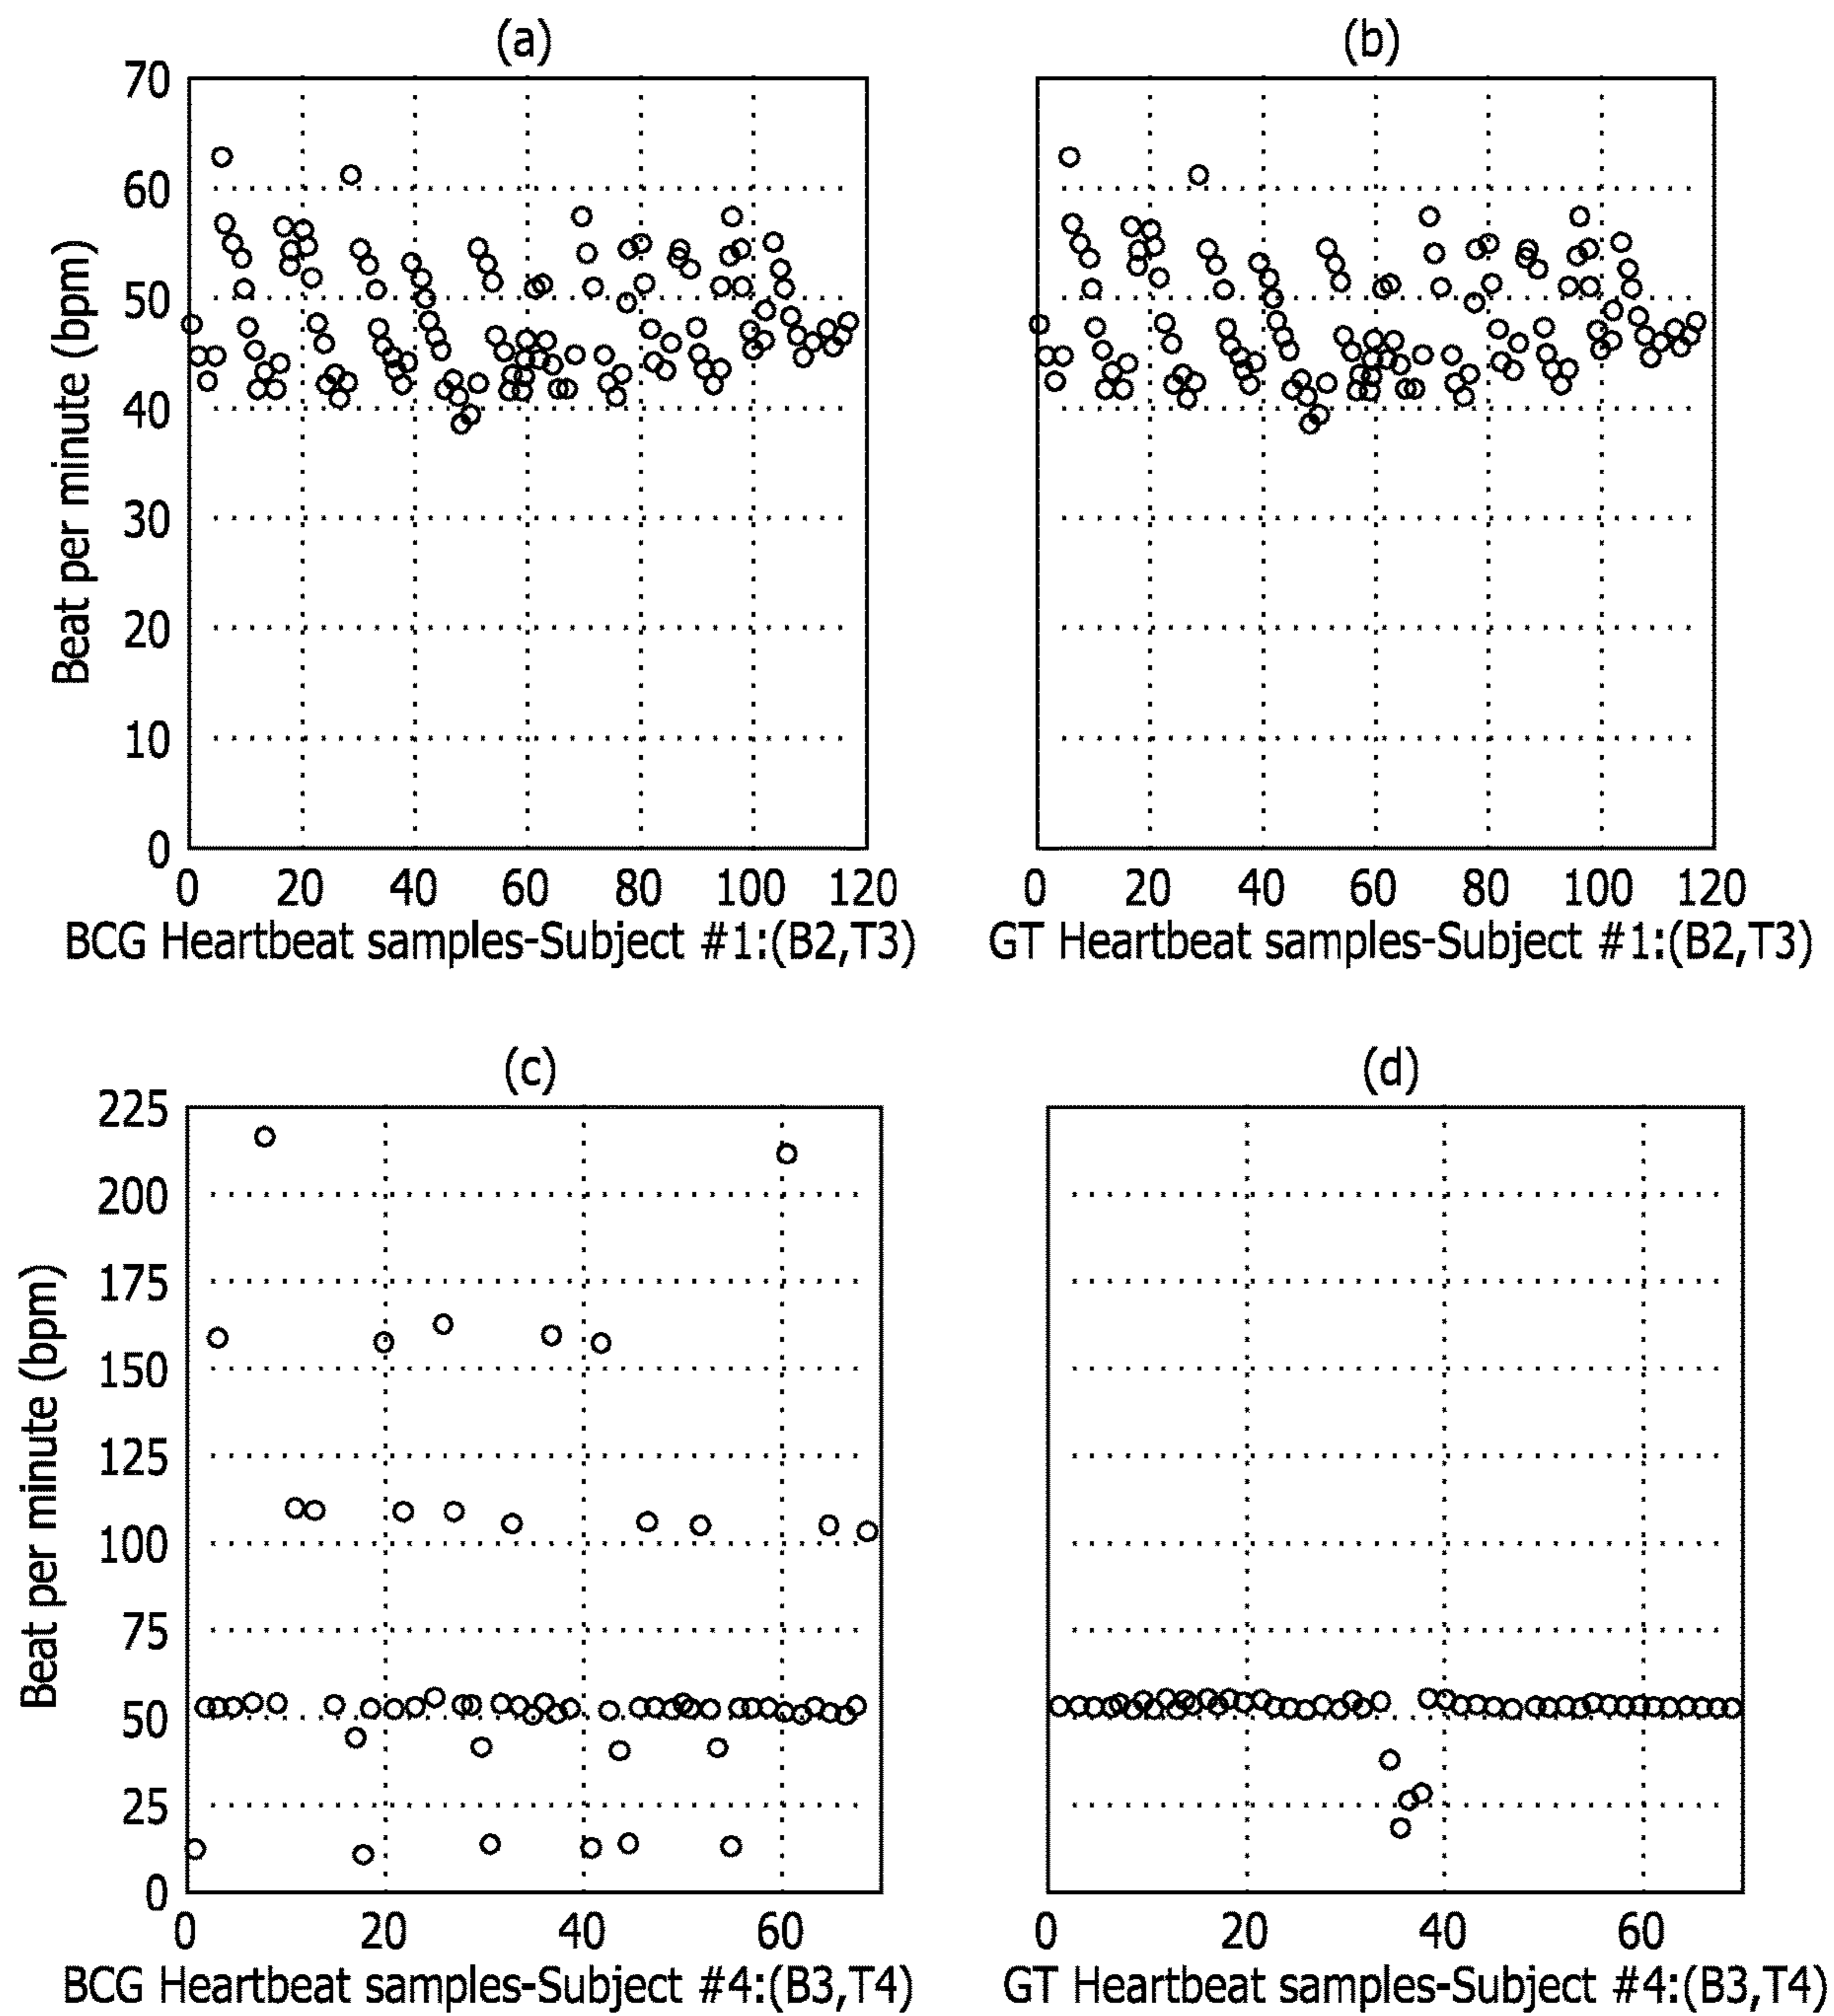 (a)
(b)
Beat per minute (bpm)
70
60
50
40
30
20
10
0
0 20 40 60 80 100 120
0 20 40 60 80 100 120
BCG Heartbeat samples-Subject #1:(B2,T3)
GT Heartbeat samples-Subject #1:(B2,T3)
(c)
(d)
Beat per minute (bpm)
225
200
175
150
125
100
75
50
25
0
0 20 40 60
0 20 40 60
BCG Heartbeat samples-Subject #4:(B3,T4)
GT Heartbeat samples-Subject #4:(B3,T4)